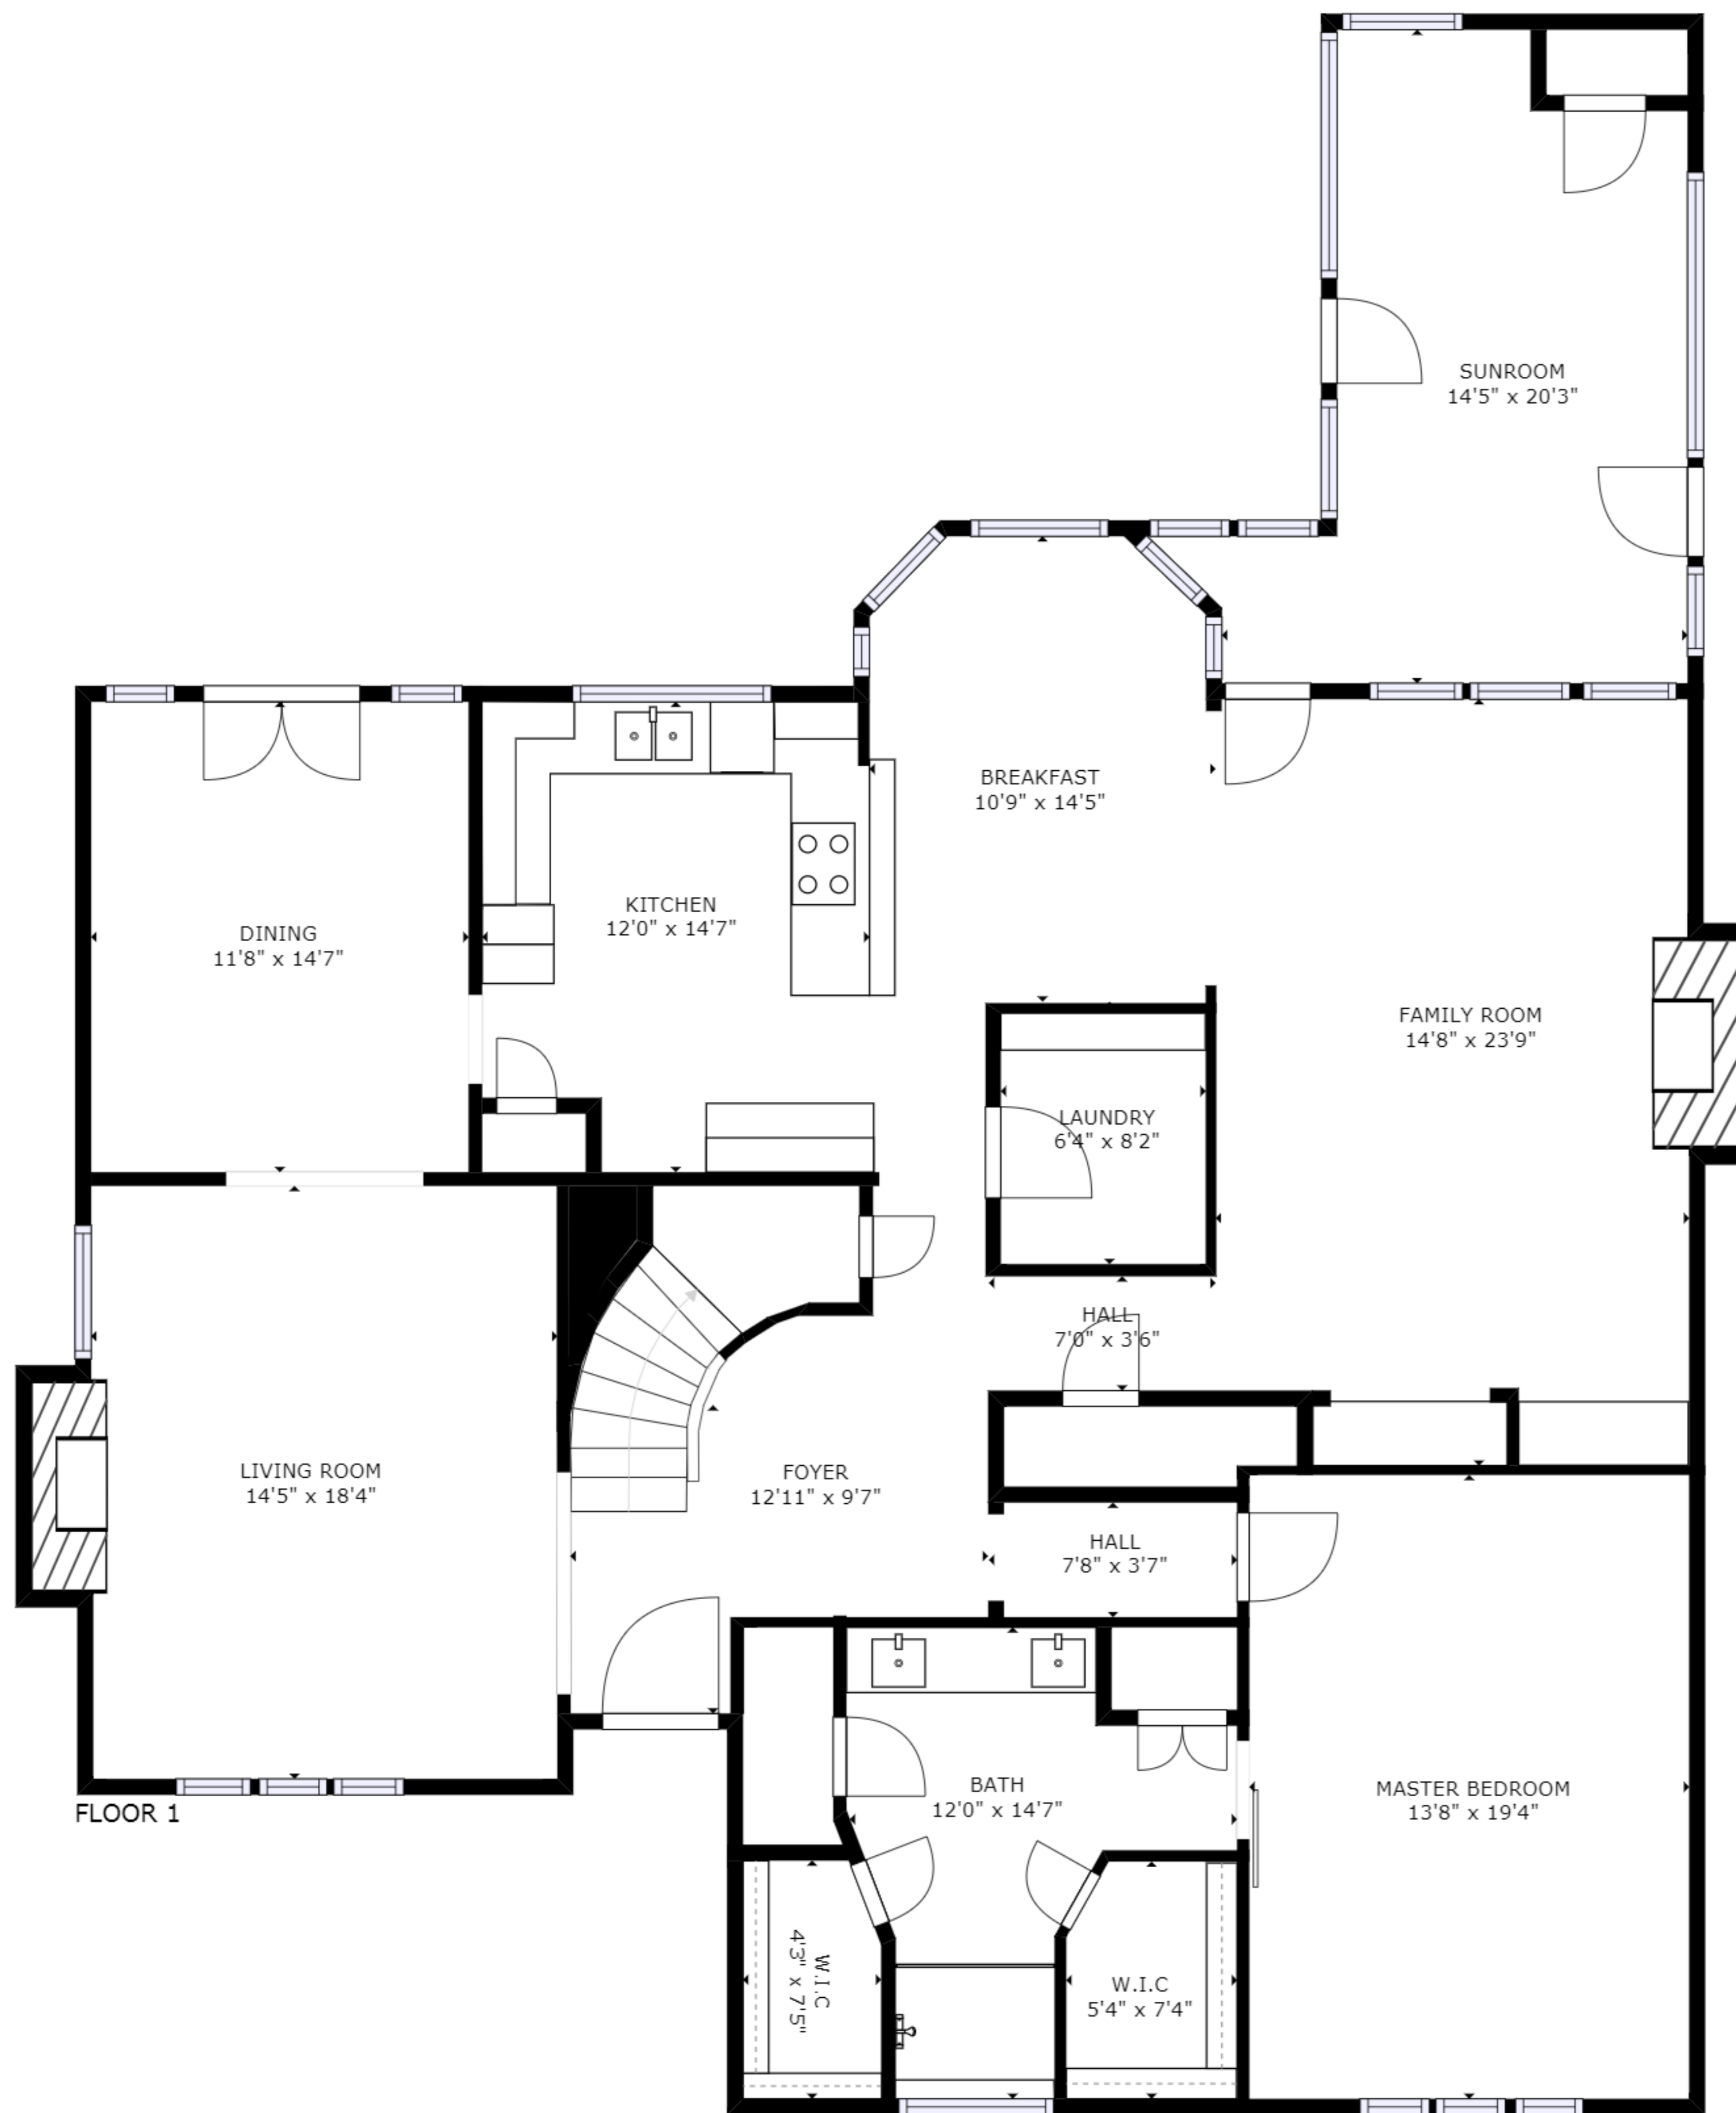 SUNROOM
14'5" x 20'3"
BREAKFAST
10'9" x 14'5"
KITCHEN
12'0" x 14'7"
DINING
11'8" x 14'7"
FAMILY ROOM
14'8" x 23'9"
LAUNDRY
6'4" x 8'2"
HALL
7'0" x 3'6"
LIVING ROOM
14'5" x 18'4"
FOYER
12'11" x 9'7"
HALL
7'8" x 3'7"
BATH
12'0" x 14'7"
MASTER BEDROOM
13'8" x 19'4"
FLOOR 1
W.I.C
4'3" x 7'5"
W.I.C
5'4" x 7'4"